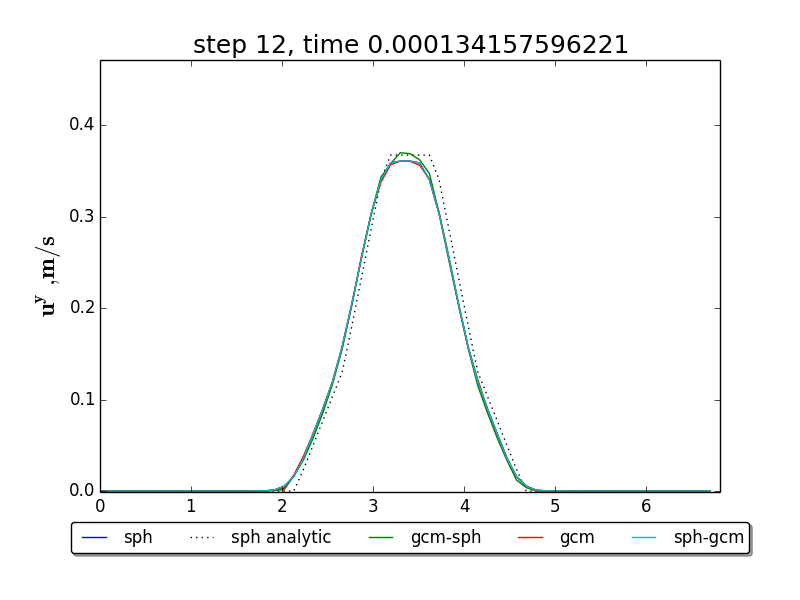 step 12, time 0.000134157596221
0.4
0.3
0.2
0.1
0.0
u^y ,m/s
0 1 2 3 4 5 6
sph sph analytic gcm-sph gcm sph-gcm